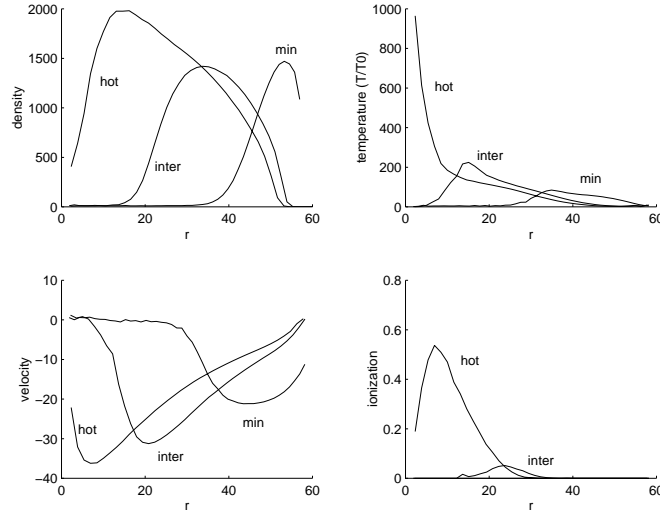 2000
1500
1000
500
0
density
hot
inter
min
0
20
40
60
r
1000
800
600
400
200
0
temperature (T/T0)
hot
inter
min
0
20
40
60
r
10
0
−10
−20
−30
−40
velocity
hot
inter
min
0
20
40
60
r
0.8
0.6
0.4
0.2
0
ionization
hot
inter
0
20
40
60
r